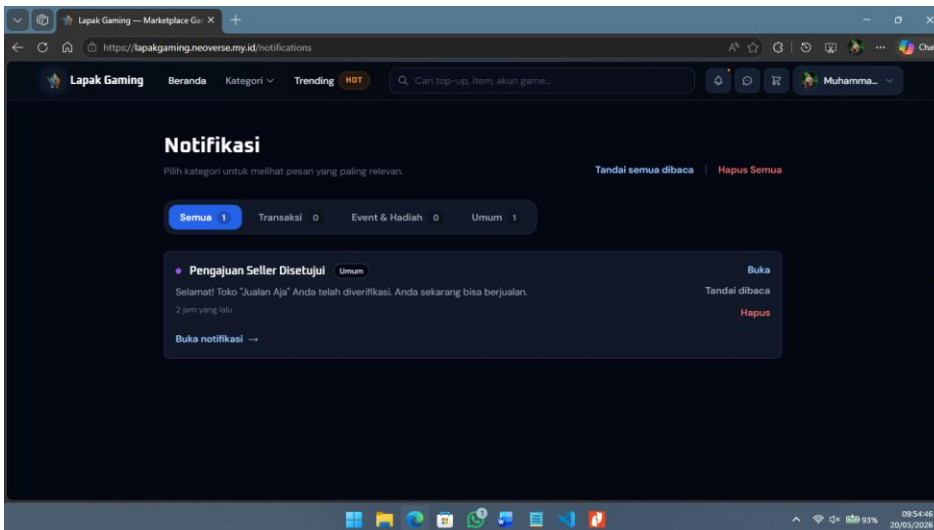 Lapak Gaming — Marketplace Gar
https://lapakgaming.neoverse.my.id/notifications
Chat
Lapak Gaming Beranda Kategori Trending HOT Cari top-up, item, akun game... Muhamma...
Notifikasi
Pilih kategori untuk melihat pesan yang paling relevan.
Tandai semua dibaca | Hapus Semua
Semua 1 Transaksi 0 Event & Hadiah 0 Umum 1
Pengajuan Seller Disetujui Umum
Buka
Selamat! Toko "Jualan Aja" Anda telah diverifikasi. Anda sekarang bisa berjualan.
Tandai dibaca
2 jam yang lalu
Hapus
Buka notifikasi →
1
93%
09:54:46
20/05/2026